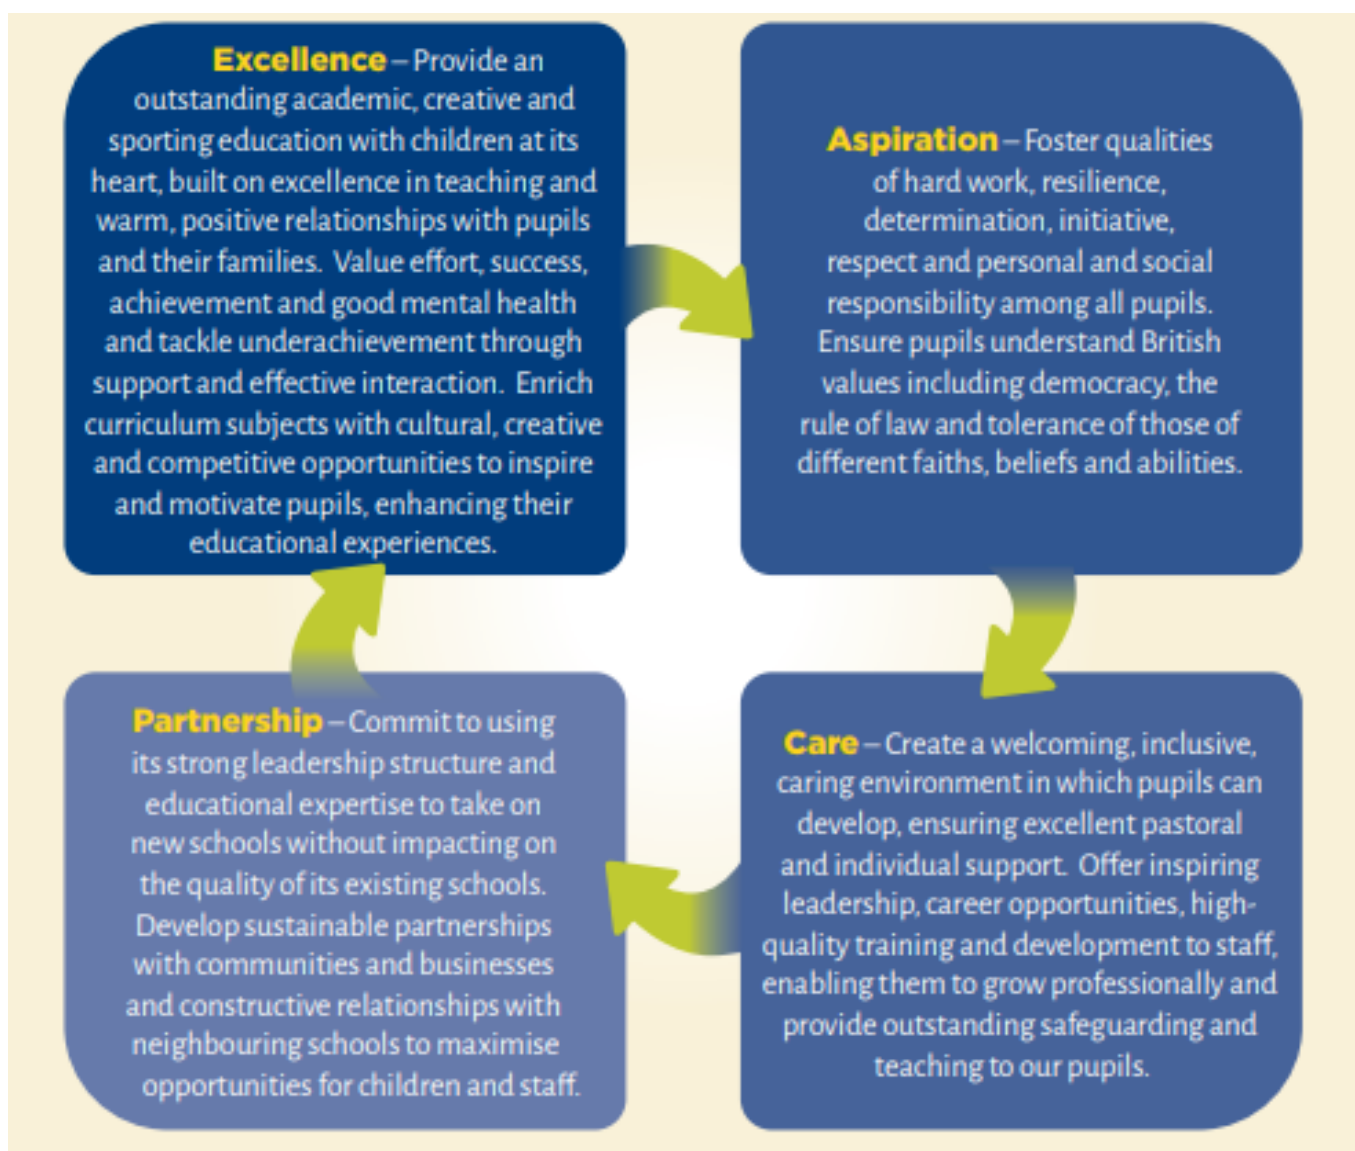 Excellence – Provide an
outstanding academic, creative and
sporting education with children at its
heart, built on excellence in teaching and
warm, positive relationships with pupils
and their families. Value effort, success,
achievement and good mental health
and tackle underachievement through
support and effective interaction. Enrich
curriculum subjects with cultural, creative
and competitive opportunities to inspire
and motivate pupils, enhancing their
educational experiences.
Aspiration – Foster qualities
of hard work, resilience,
determination, initiative,
respect and personal and social
responsibility among all pupils.
Ensure pupils understand British
values including democracy, the
rule of law and tolerance of those of
different faiths, beliefs and abilities.
Partnership – Commit to using
its strong leadership structure and
educational expertise to take on
new schools without impacting on
the quality of its existing schools.
Develop sustainable partnerships
with communities and businesses
and constructive relationships with
neighbouring schools to maximise
opportunities for children and staff.
Care – Create a welcoming, inclusive,
caring environment in which pupils can
develop, ensuring excellent pastoral
and individual support. Offer inspiring
leadership, career opportunities, high-
quality training and development to staff,
enabling them to grow professionally and
provide outstanding safeguarding and
teaching to our pupils.